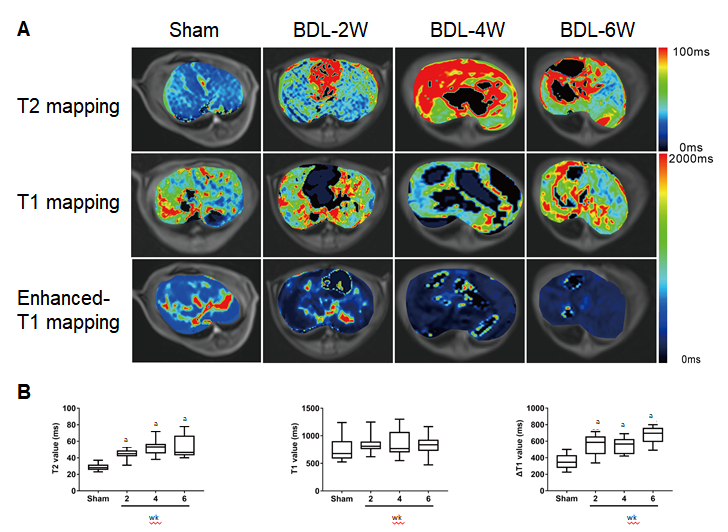 A
Sham BDL-2W BDL-4W BDL-6W
T2 mapping
100ms
0ms
T1 mapping
2000ms
Enhanced-
T1 mapping
0ms
B
T2 value (ms)
100
80
60
40
20
0
a a a
Sham 2 4 6
wk
T1 value (ms)
1500
1000
500
0
Sham 2 4 6
wk
ΔT1 value (ms)
1000
800
600
400
200
0
a a a
Sham 2 4 6
wk